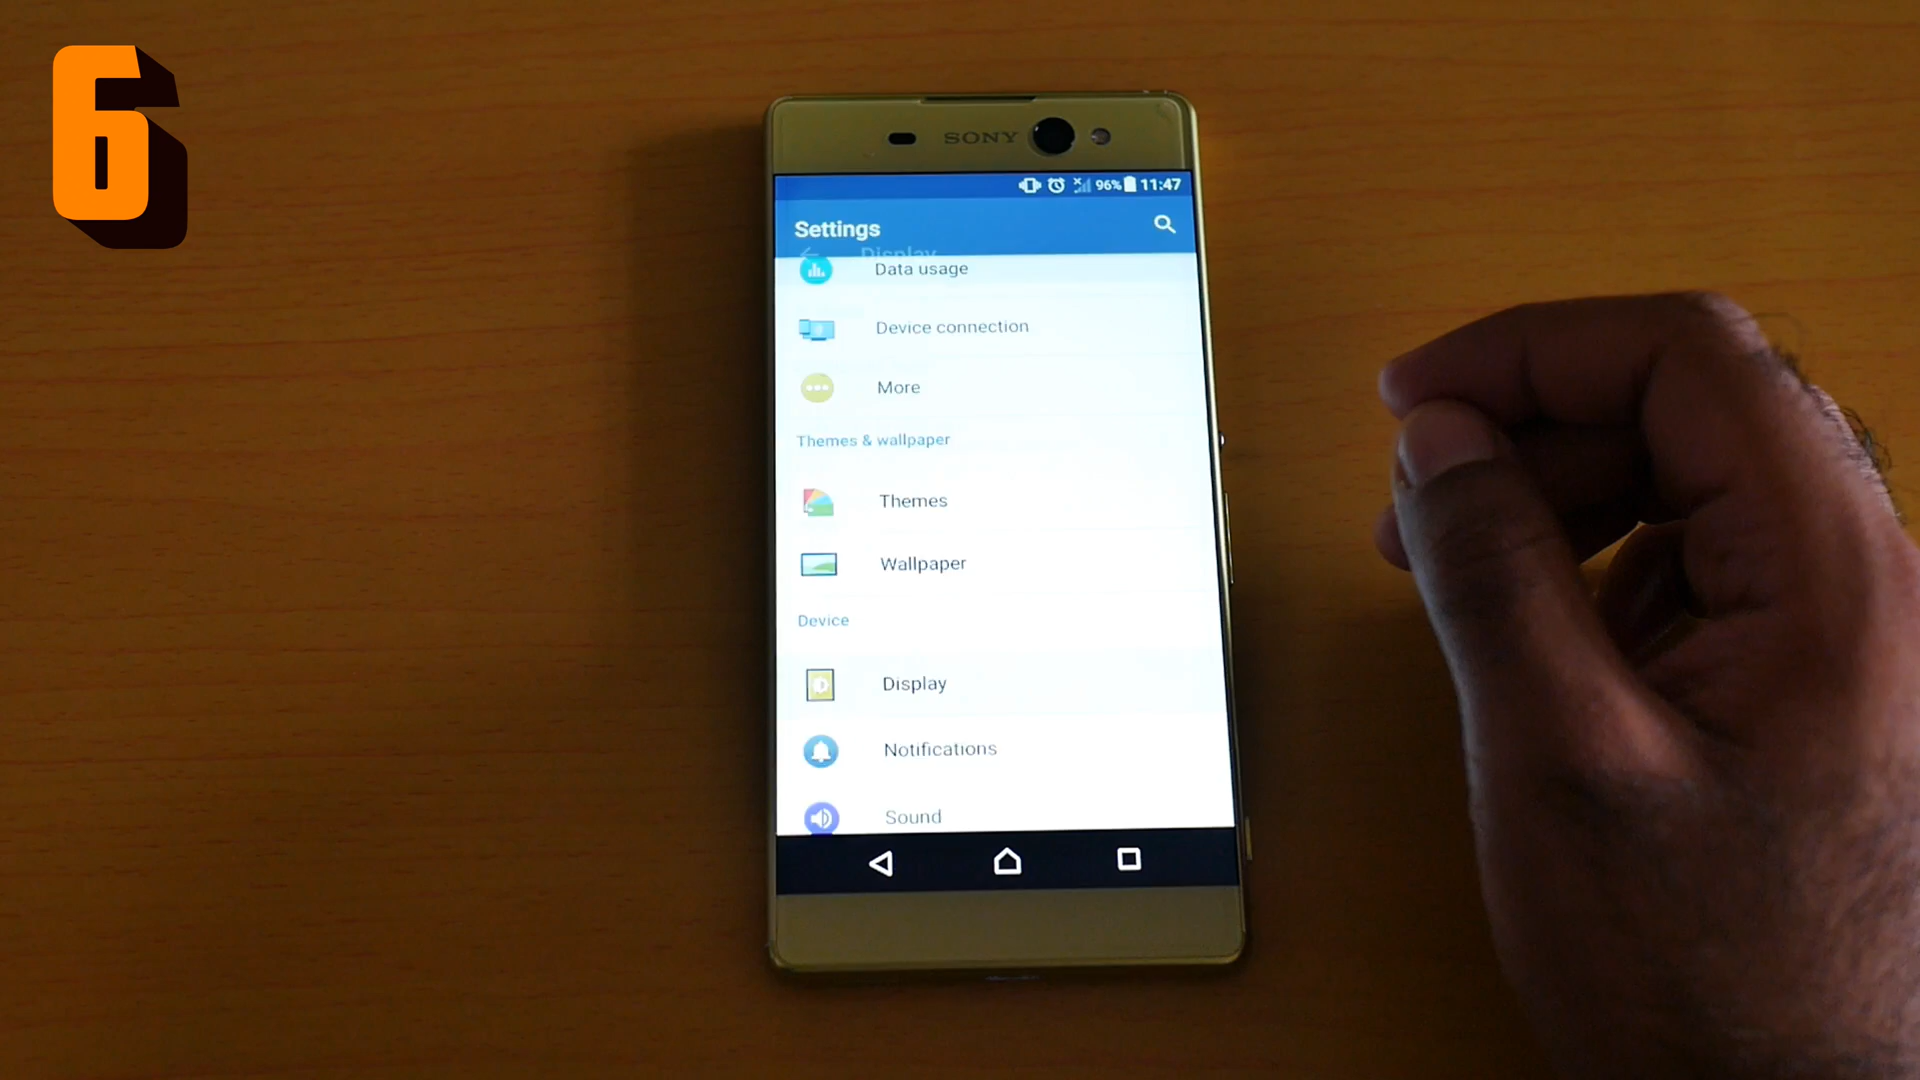 6
SONY
96% 11:47
Settings
Display
Data usage
Device connection
More
Themes & wallpaper
Themes
Wallpaper
Device
Display
Notifications
Sound